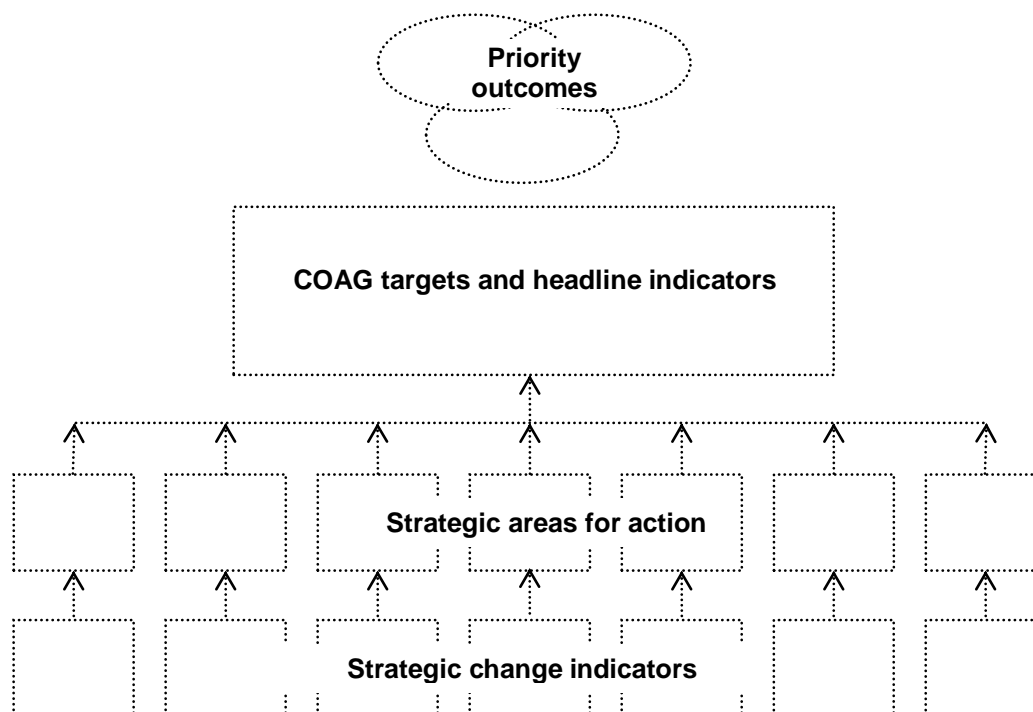 Priority
outcomes
COAG targets and headline indicators
Strategic areas for action
Strategic change indicators